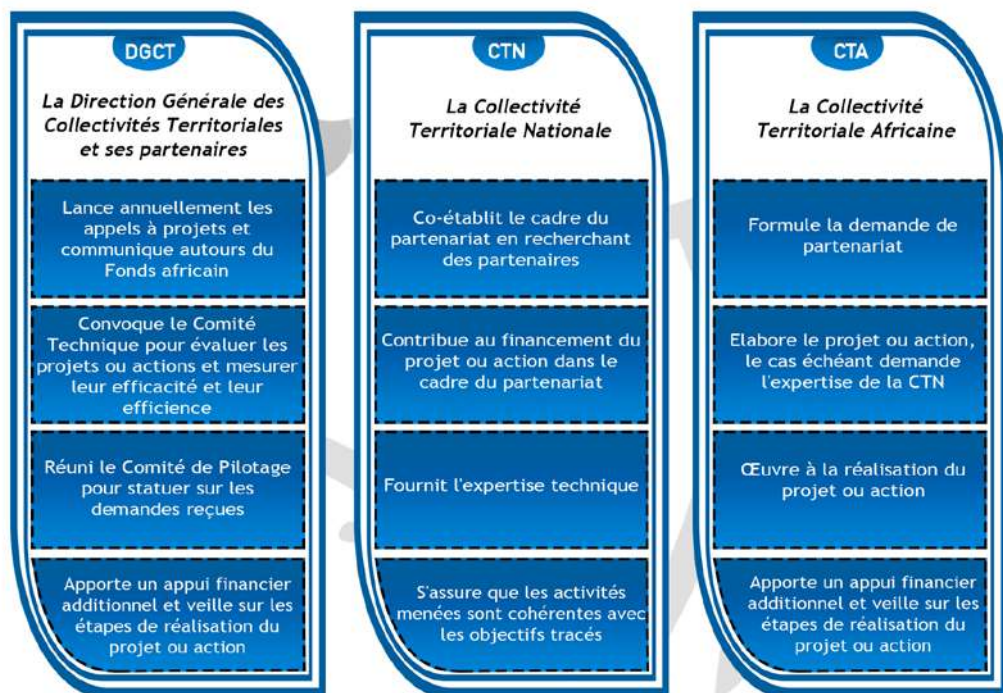 DGCT
La Direction Générale des
Collectivités Territoriales
et ses partenaires
Lance annuellement les
appels à projets et
communique autours du
Fonds africain
Convoque le Comité
Technique pour évaluer les
projets ou actions et mesurer
leur efficacité et leur
efficience
Réuni le Comité de Pilotage
pour statuer sur les
demandes reçues
Apporte un appui financier
additionnel et veille sur les
étapes de réalisation du
projet ou action
CTN
La Collectivité
Territoriale Nationale
Co-établit le cadre du
partenariat en recherchant
des partenaires
Contribue au financement du
projet ou action dans le
cadre du partenariat
Fournit l'expertise technique
S'assure que les activités
menées sont cohérentes avec
les objectifs tracés
CTA
La Collectivité
Territoriale Africaine
Formule la demande de
partenariat
Elabore le projet ou action,
le cas échéant demande
l'expertise de la CTN
Œuvre à la réalisation du
projet ou action
Apporte un appui financier
additionnel et veille sur les
étapes de réalisation du
projet ou action